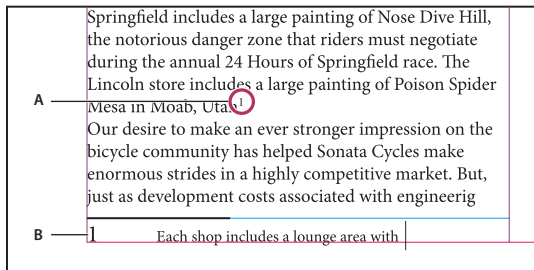 Springfield includes a large painting of Nose Dive Hill,
the notorious danger zone that riders must negotiate
during the annual 24 Hours of Springfield race. The
Lincoln store includes a large painting of Poison Spider
A
Mesa in Moab, Utah1
Our desire to make an ever stronger impression on the
bicycle community has helped Sonata Cycles make
enormous strides in a highly competitive market. But,
just as development costs associated with engineerig
B
1 Each shop includes a lounge area with